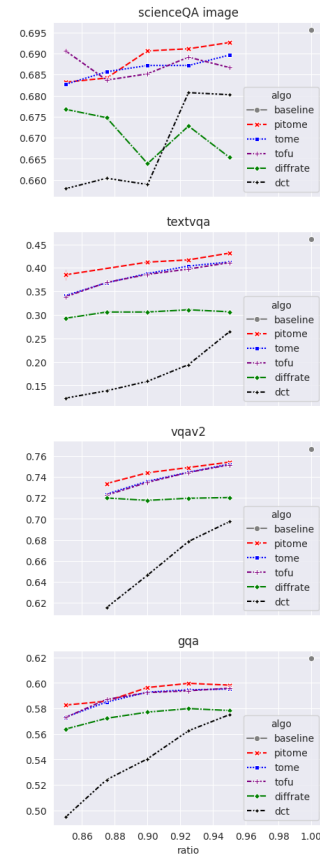 scienceQA image
0.695
0.690
0.685
0.680
0.675
0.670
0.665
0.660
algo
baseline
pitome
tome
tofu
diffrate
dct
textvqa
0.45
0.40
0.35
0.30
0.25
0.20
0.15
algo
baseline
pitome
tome
tofu
diffrate
dct
vqav2
0.76
0.74
0.72
0.70
0.68
0.66
0.64
0.62
algo
baseline
pitome
tome
tofu
diffrate
dct
gqa
0.62
0.60
0.58
0.56
0.54
0.52
0.50
algo
baseline
pitome
tome
tofu
diffrate
dct
0.86 0.88 0.90 0.92 0.94 0.96 0.98 1.00
ratio